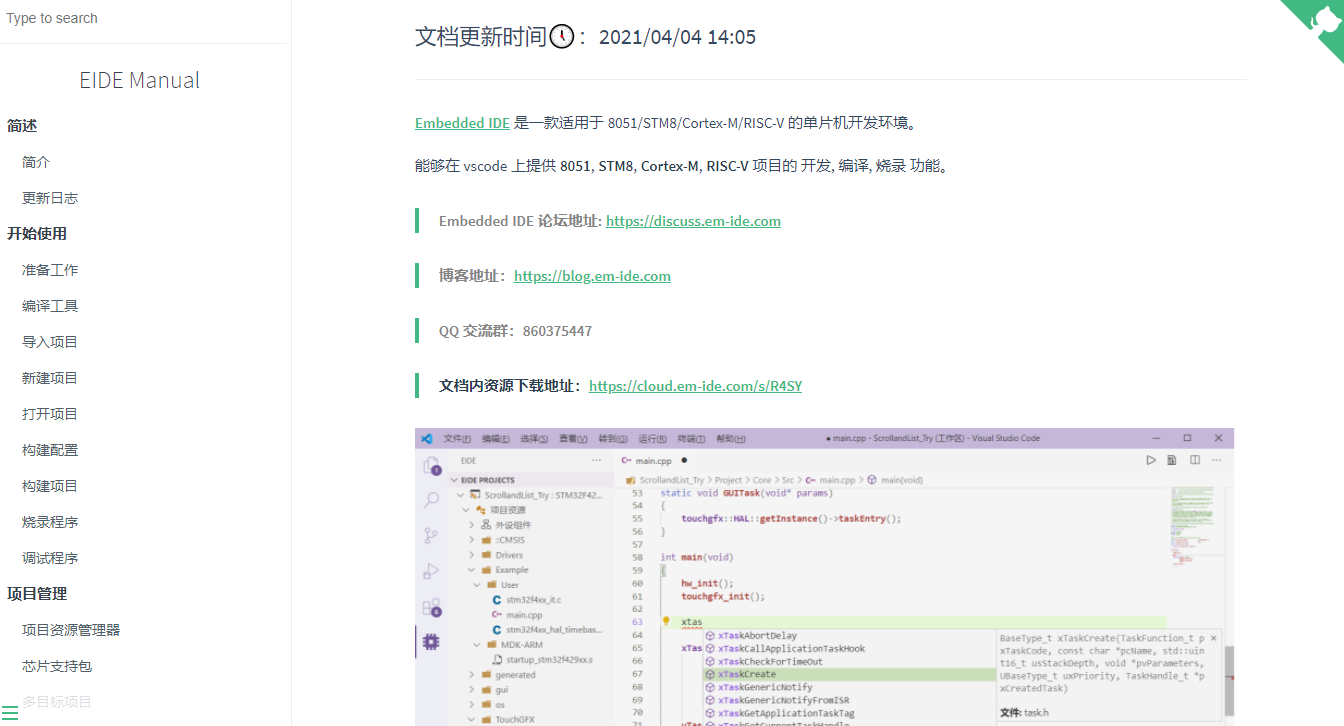 Type to search
EIDE Manual
简述
简介
更新日志
开始使用
准备工作
编译工具
导入项目
新建项目
打开项目
构建配置
构建项目
烧录程序
调试程序
项目管理
项目资源管理器
芯片支持包
多目标项目
文档更新时间🕓：2021/04/04 14:05
Embedded IDE 是一款适用于 8051/STM8/Cortex-M/RISC-V 的单片机开发环境。
能够在 vscode 上提供 8051, STM8, Cortex-M, RISC-V 项目的 开发, 编译, 烧录 功能。
Embedded IDE 论坛地址: https://discuss.em-ide.com
博客地址：https://blog.em-ide.com
QQ 交流群：860375447
文档内资源下载地址：https://cloud.em-ide.com/s/R4SY
文件(F) 编辑(E) 选择(S) 查看(V) 转到(G) 运行(R) 终端(T) 帮助(H) ● main.cpp - ScrollandList_Try (工作区) - Visual Studio Code
EIDE ···
EIDE PROJECTS
ScrollandList_Try : STM32F42...
项目资源
外设组件
::CMSIS
Drivers
Example
User
stm32f4xx_it.c
main.cpp
stm32f4xx_hal_timebas...
MDK-ARM
startup_stm32f429xx.s
generated
gui
os
TouchGFX
main.cpp ●
ScrollandList_Try > Project > Core > Src > main.cpp > main(void)
53 static void GUITask(void* params)
54 {
55 touchgfx::HAL::getInstance()->taskEntry();
56 }
57
58 int main(void)
59 {
60 hw_init();
61 touchgfx_init();
62
63 xtas
64 xTaskAbortDelay
65 xTas xTaskCallApplicationTaskHook
66 xTaskCheckForTimeOut
67 xTaskCreate
68 xTaskGenericNotify
69 xTaskGenericNotifyFromISR
70 xTaskGetApplicationTaskTag
71 vTas xTaskGetCurrentTaskHandle
BaseType_t xTaskCreate(TaskFunction_t p
xTaskCode, const char *pcName, std::uin
t16_t usStackDepth, void *pvParameters,
UBaseType_t uxPriority, TaskHandle_t *p
xCreatedTask)
文件: task.h